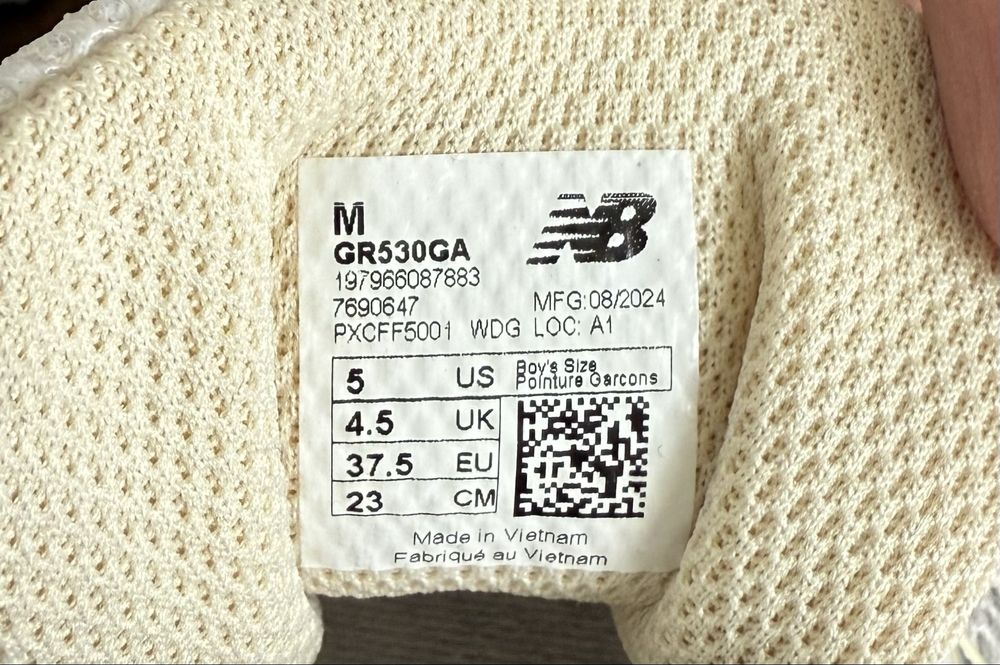 M
NB
GR530GA
197966087883
7690647 MFG:08/2024
PXCFF5001 WDG LOC: A1
5 US Boy's Size
Pointure Garcons
4.5 UK
37.5 EU
23 CM
Made in Vietnam
Fabriqué au Vietnam